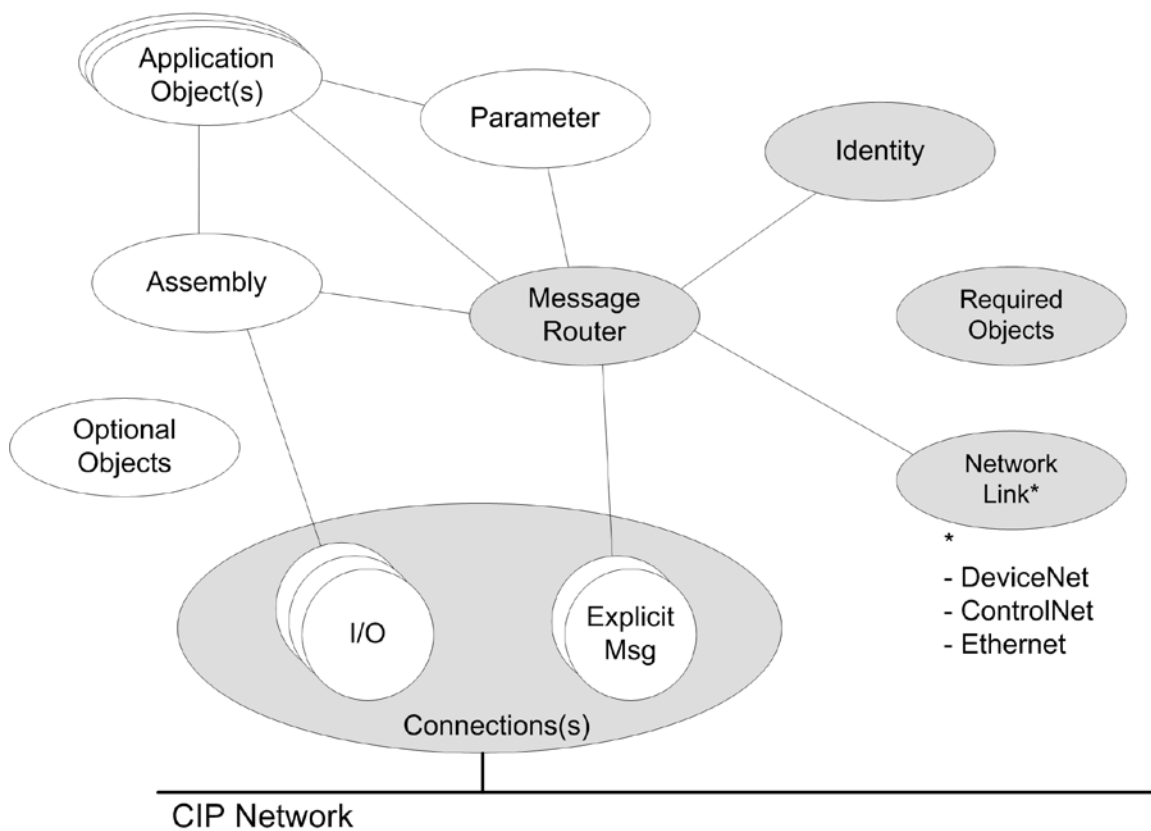 Application
Object(s)
Parameter
Identity
Assembly
Message
Router
Required
Objects
Optional
Objects
Network
Link*
*
- DeviceNet
- ControlNet
- Ethernet
I/O
Explicit
Msg
Connections(s)
CIP Network